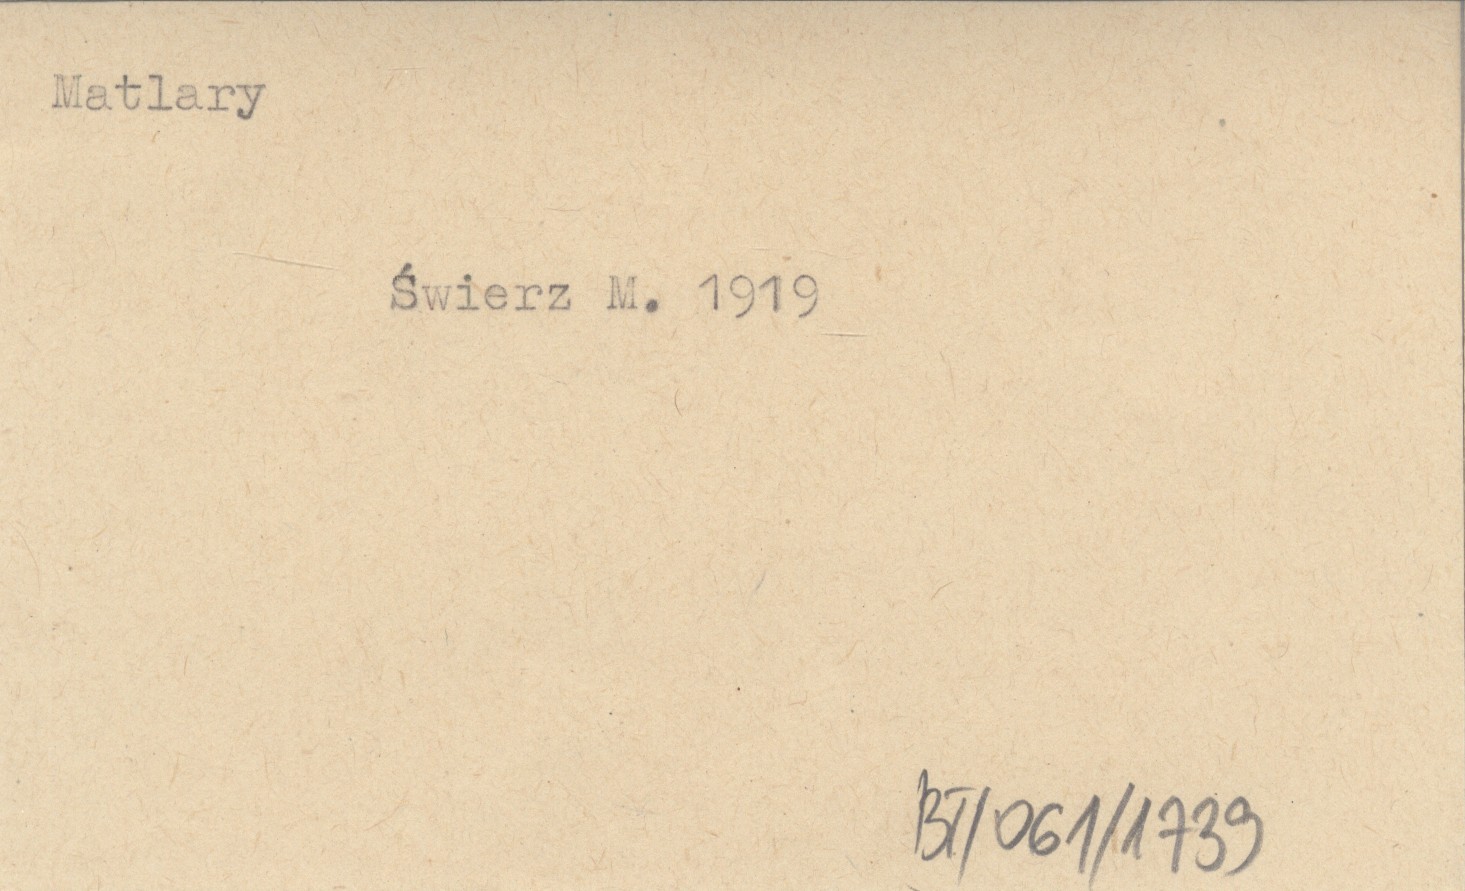 Matlary
Świerz M. 1919
BT/061/1739